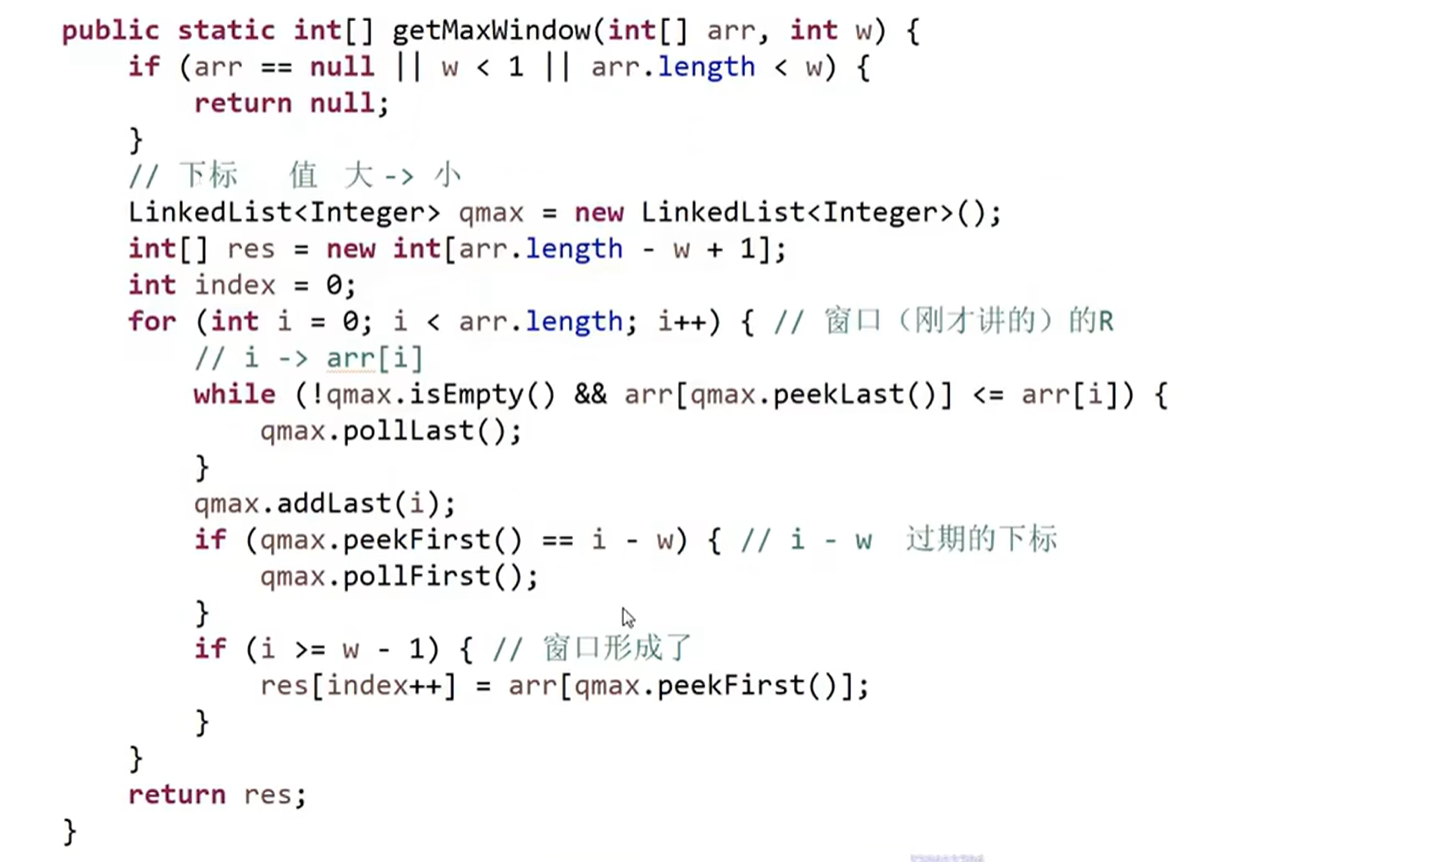 public static int[] getMaxWindow(int[] arr, int w) {
if (arr == null || w < 1 || arr.length < w) {
return null;
}
// 下标 值 大 -> 小
LinkedList<Integer> qmax = new LinkedList<Integer>();
int[] res = new int[arr.length - w + 1];
int index = 0;
for (int i = 0; i < arr.length; i++) { // 窗口（刚才讲的）的R
// i -> arr[i]
while (!qmax.isEmpty() && arr[qmax.peekLast()] <= arr[i]) {
qmax.pollLast();
}
qmax.addLast(i);
if (qmax.peekFirst() == i - w) { // i - w 过期的下标
qmax.pollFirst();
}
if (i >= w - 1) { // 窗口形成了
res[index++] = arr[qmax.peekFirst()];
}
}
return res;
}